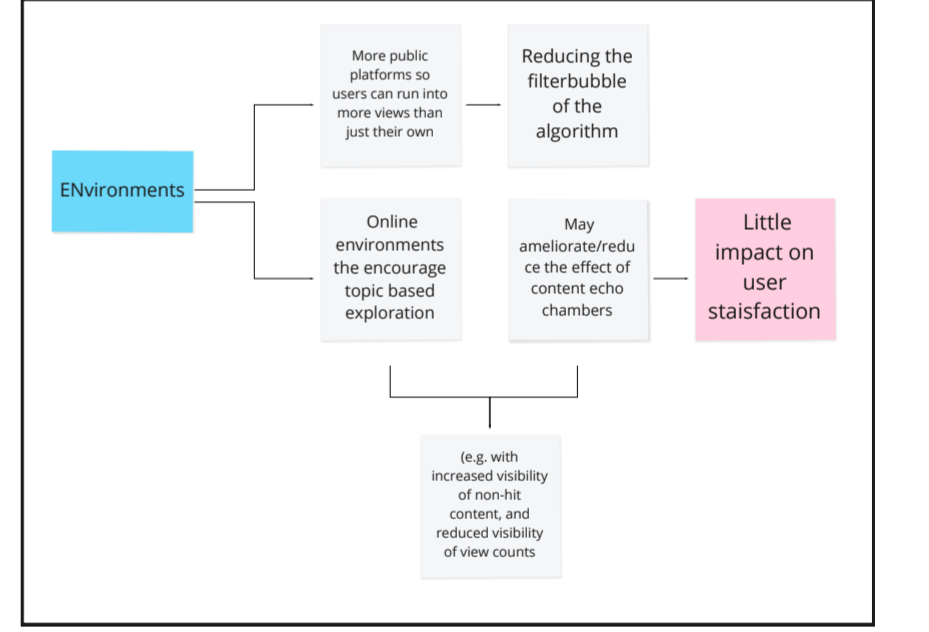 More public
platforms so
users can run into
more views than
just their own
Reducing the
filterbubble
of the
algorithm
ENvironments
Online
environments
the encourage
topic based
exploration
May
ameliorate/redu
ce the effect of
content echo
chambers
Little
impact on
user
staisfaction
(e.g. with
increased visibility
of non-hit
content, and
reduced visibility
of view counts